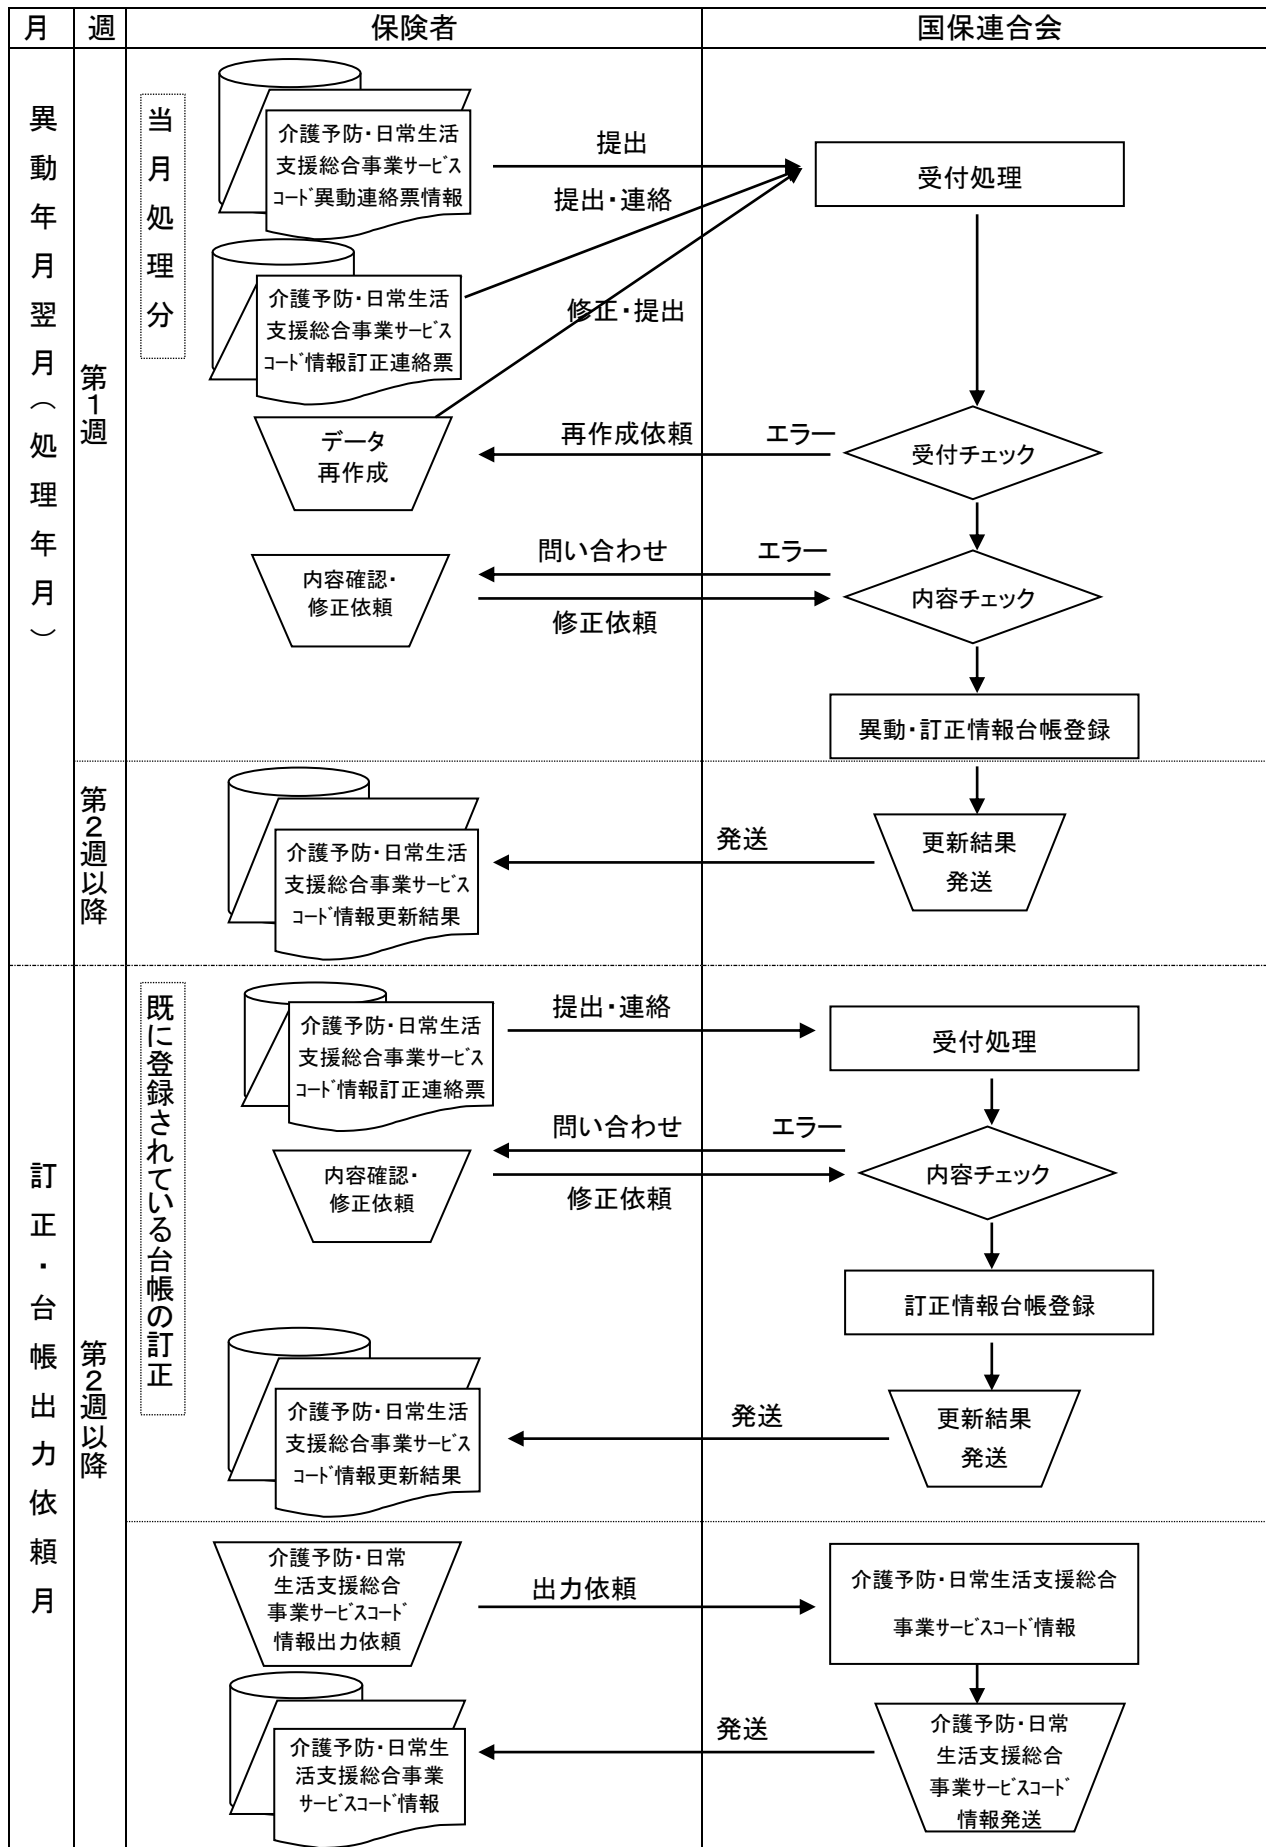 月 週 保険者 国保連合会
異動年月翌月（処理年月）
第1週
当月処理分
介護予防・日常生活
支援総合事業ｻｰﾋﾞｽ
ｺｰﾄﾞ異動連絡票情報
提出
受付処理
提出・連絡
介護予防・日常生活
支援総合事業ｻｰﾋﾞｽ
ｺｰﾄﾞ情報訂正連絡票
修正・提出
データ
再作成
再作成依頼 エラー
受付チェック
問い合わせ エラー
内容確認・
修正依頼
修正依頼
内容チェック
異動・訂正情報台帳登録
第2週以降
介護予防・日常生活
支援総合事業ｻｰﾋﾞｽ
ｺｰﾄﾞ情報更新結果
発送
更新結果
発送
訂正・台帳出力依頼月
第2週以降
既に登録されている台帳の訂正
介護予防・日常生活
支援総合事業ｻｰﾋﾞｽ
ｺｰﾄﾞ情報訂正連絡票
提出・連絡
受付処理
問い合わせ エラー
内容確認・
修正依頼
修正依頼
内容チェック
訂正情報台帳登録
介護予防・日常生活
支援総合事業ｻｰﾋﾞｽ
ｺｰﾄﾞ情報更新結果
発送
更新結果
発送
介護予防・日常
生活支援総合
事業ｻｰﾋﾞｽｺｰﾄﾞ
情報出力依頼
出力依頼
介護予防・日常生活支援総合
事業ｻｰﾋﾞｽｺｰﾄﾞ情報
介護予防・日常生
活支援総合事業
ｻｰﾋﾞｽｺｰﾄﾞ情報
発送
介護予防・日常
生活支援総合
事業ｻｰﾋﾞｽｺｰﾄﾞ
情報発送